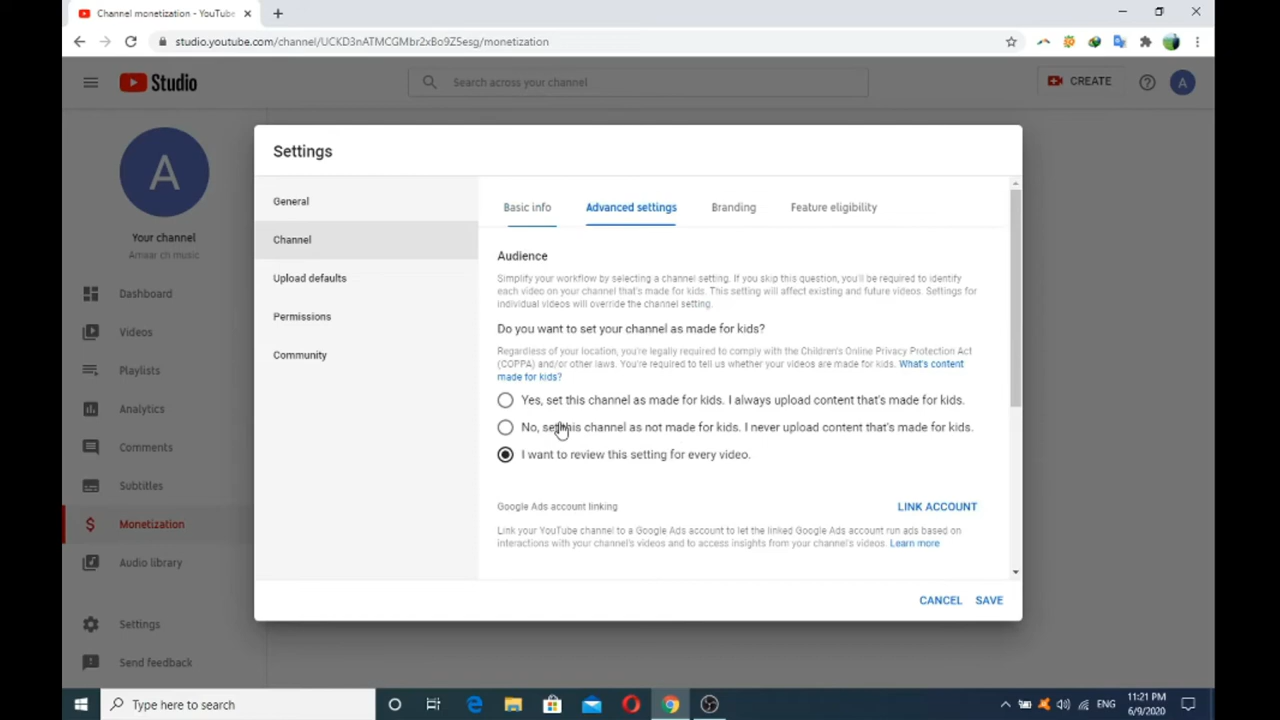 Channel monetization - YouTube
studio.youtube.com/channel/UCKD3nATMCGMbr2xBo9Z5esg/monetization
Studio
Search across your channel
CREATE
A
A
Your channel
Amaar ch music
Dashboard
Videos
Playlists
Analytics
Comments
Subtitles
Monetization
Audio library
Settings
Send feedback
Settings
General
Channel
Upload defaults
Permissions
Community
Basic info
Advanced settings
Branding
Feature eligibility
Audience
Simplify your workflow by selecting a channel setting. If you skip this question, you'll be required to identify
each video on your channel that's made for kids. This setting will affect existing and future videos. Settings for
individual videos will override the channel setting.
Do you want to set your channel as made for kids?
Regardless of your location, you're legally required to comply with the Children's Online Privacy Protection Act
(COPPA) and/or other laws. You're required to tell us whether your videos are made for kids. What's content
made for kids?
Yes, set this channel as made for kids. I always upload content that's made for kids.
No, set this channel as not made for kids. I never upload content that's made for kids.
I want to review this setting for every video.
Google Ads account linking
LINK ACCOUNT
Link your YouTube channel to a Google Ads account to let the linked Google Ads account run ads based on
interactions with your channel's videos and to access insights from your channel's videos. Learn more
CANCEL
SAVE
Type here to search
ENG
11:21 PM
6/9/2020